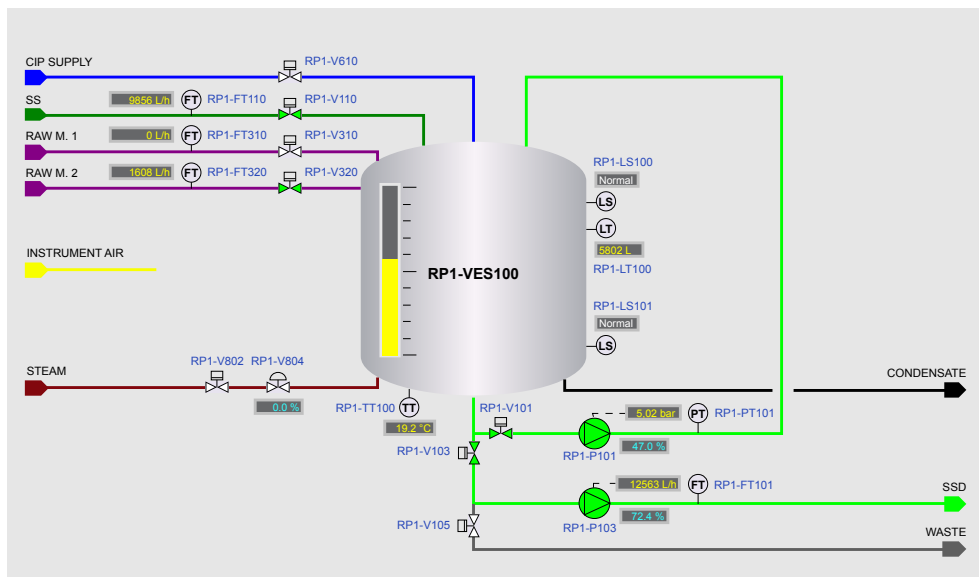 CIP SUPPLY
RP1-V610
SS
9856 L/h
FT
RP1-FT110
RP1-V110
RAW M. 1
0 L/h
FT
RP1-FT310
RP1-V310
RAW M. 2
1608 L/h
FT
RP1-FT320
RP1-V320
RP1-LS100
Normal
LS
LT
5802 L
RP1-LT100
INSTRUMENT AIR
RP1-VES100
RP1-LS101
Normal
LS
STEAM
RP1-V802
RP1-V804
0.0 %
CONDENSATE
RP1-TT100
TT
19.2 °C
RP1-V101
5.02 bar
PT
RP1-PT101
RP1-V103
47.0 %
RP1-P101
12563 L/h
FT
RP1-FT101
SSD
72.4 %
RP1-V105
RP1-P103
WASTE